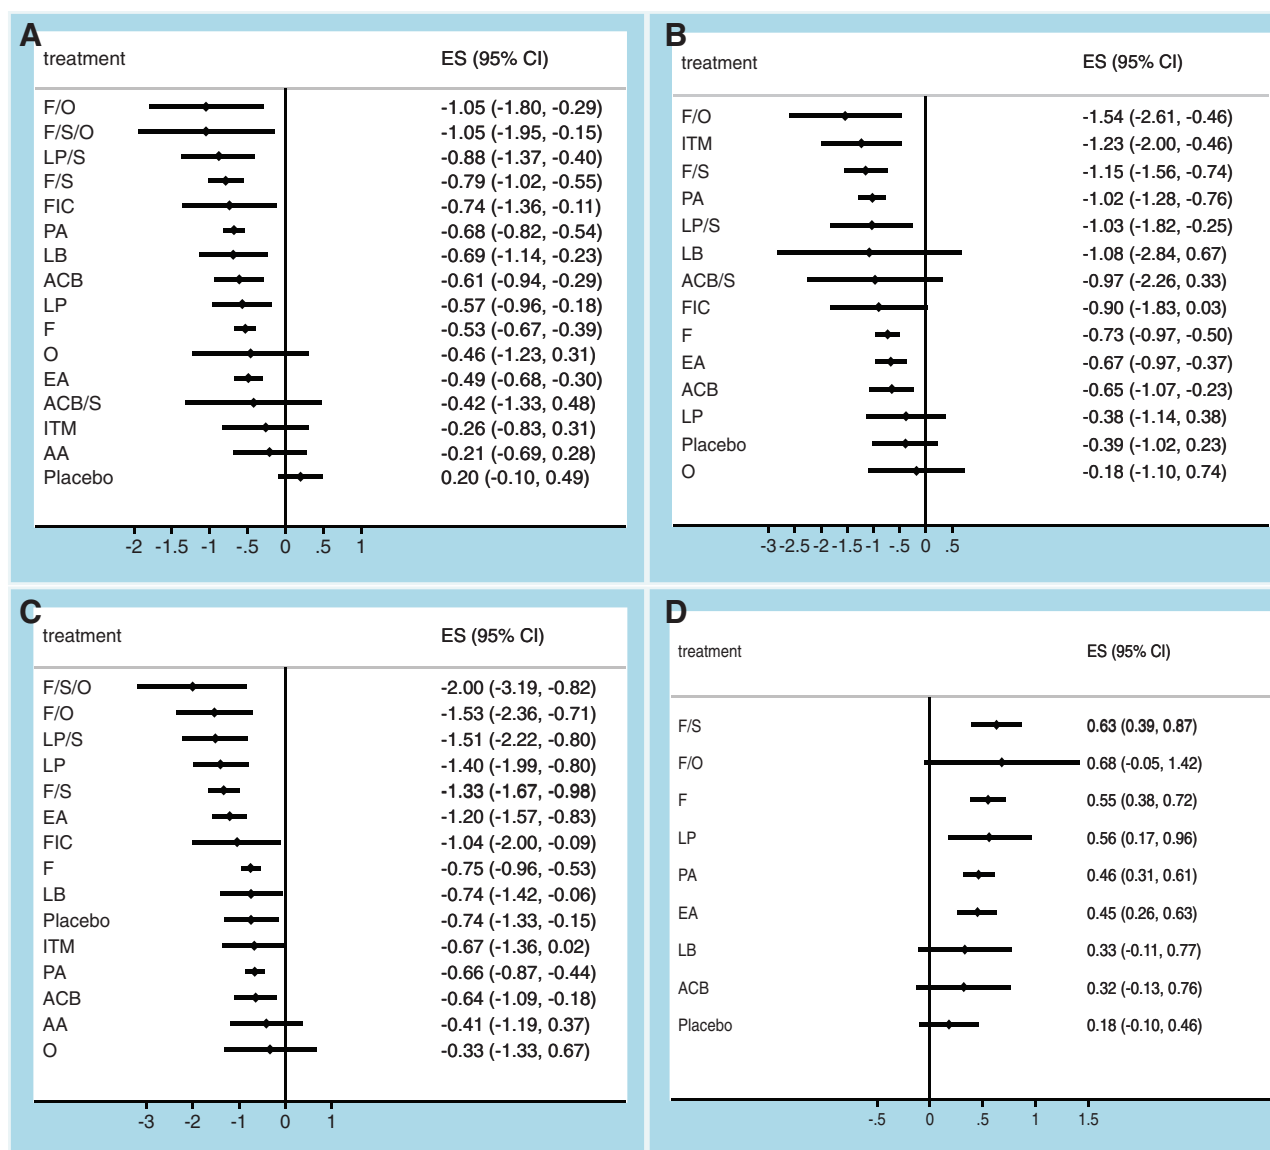 A
treatment ES (95% CI)
F/O -1.05 (-1.80, -0.29)
F/S/O -1.05 (-1.95, -0.15)
LP/S -0.88 (-1.37, -0.40)
F/S -0.79 (-1.02, -0.55)
FIC -0.74 (-1.36, -0.11)
PA -0.68 (-0.82, -0.54)
LB -0.69 (-1.14, -0.23)
ACB -0.61 (-0.94, -0.29)
LP -0.57 (-0.96, -0.18)
F -0.53 (-0.67, -0.39)
O -0.46 (-1.23, 0.31)
EA -0.49 (-0.68, -0.30)
ACB/S -0.42 (-1.33, 0.48)
ITM -0.26 (-0.83, 0.31)
AA -0.21 (-0.69, 0.28)
Placebo 0.20 (-0.10, 0.49)
-2 -1.5 -1 -.5 0 .5 1
B
treatment ES (95% CI)
F/O -1.54 (-2.61, -0.46)
ITM -1.23 (-2.00, -0.46)
F/S -1.15 (-1.56, -0.74)
PA -1.02 (-1.28, -0.76)
LP/S -1.03 (-1.82, -0.25)
LB -1.08 (-2.84, 0.67)
ACB/S -0.97 (-2.26, 0.33)
FIC -0.90 (-1.83, 0.03)
F -0.73 (-0.97, -0.50)
EA -0.67 (-0.97, -0.37)
ACB -0.65 (-1.07, -0.23)
LP -0.38 (-1.14, 0.38)
Placebo -0.39 (-1.02, 0.23)
O -0.18 (-1.10, 0.74)
-3 -2.5 -2 -1.5 -1 -.5 0 .5
C
treatment ES (95% CI)
F/S/O -2.00 (-3.19, -0.82)
F/O -1.53 (-2.36, -0.71)
LP/S -1.51 (-2.22, -0.80)
LP -1.40 (-1.99, -0.80)
F/S -1.33 (-1.67, -0.98)
EA -1.20 (-1.57, -0.83)
FIC -1.04 (-2.00, -0.09)
F -0.75 (-0.96, -0.53)
LB -0.74 (-1.42, -0.06)
Placebo -0.74 (-1.33, -0.15)
ITM -0.67 (-1.36, 0.02)
PA -0.66 (-0.87, -0.44)
ACB -0.64 (-1.09, -0.18)
AA -0.41 (-1.19, 0.37)
O -0.33 (-1.33, 0.67)
-3 -2 -1 0 1
D
treatment ES (95% CI)
F/S 0.63 (0.39, 0.87)
F/O 0.68 (-0.05, 1.42)
F 0.55 (0.38, 0.72)
LP 0.56 (0.17, 0.96)
PA 0.46 (0.31, 0.61)
EA 0.45 (0.26, 0.63)
LB 0.33 (-0.11, 0.77)
ACB 0.32 (-0.13, 0.76)
Placebo 0.18 (-0.10, 0.46)
-.5 0 .5 1 1.5